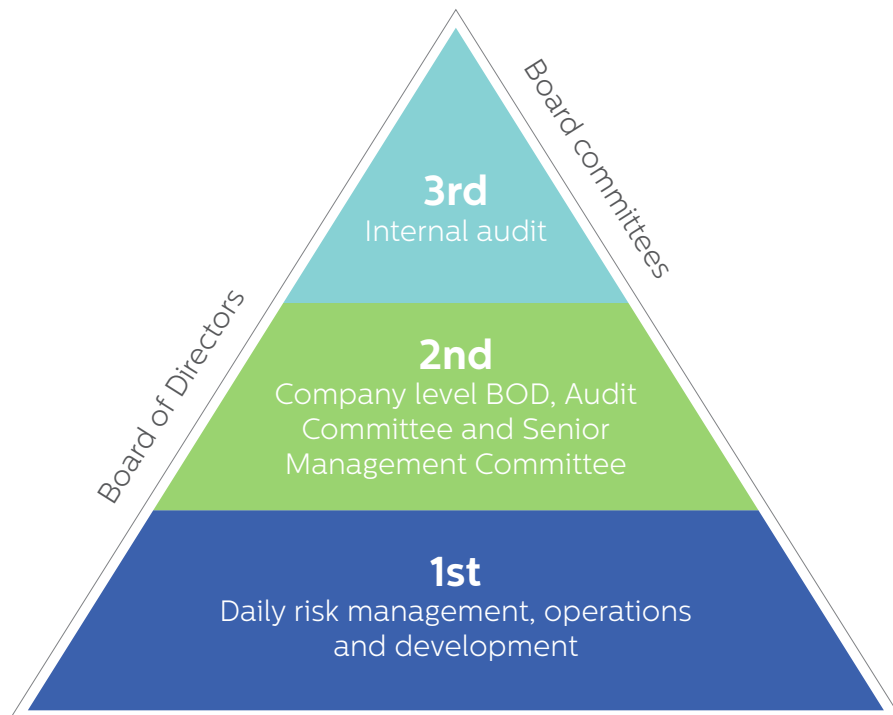 Board committees
3rd
Internal audit
Board of Directors
2nd
Company level BOD, Audit
Committee and Senior
Management Committee
1st
Daily risk management, operations
and development